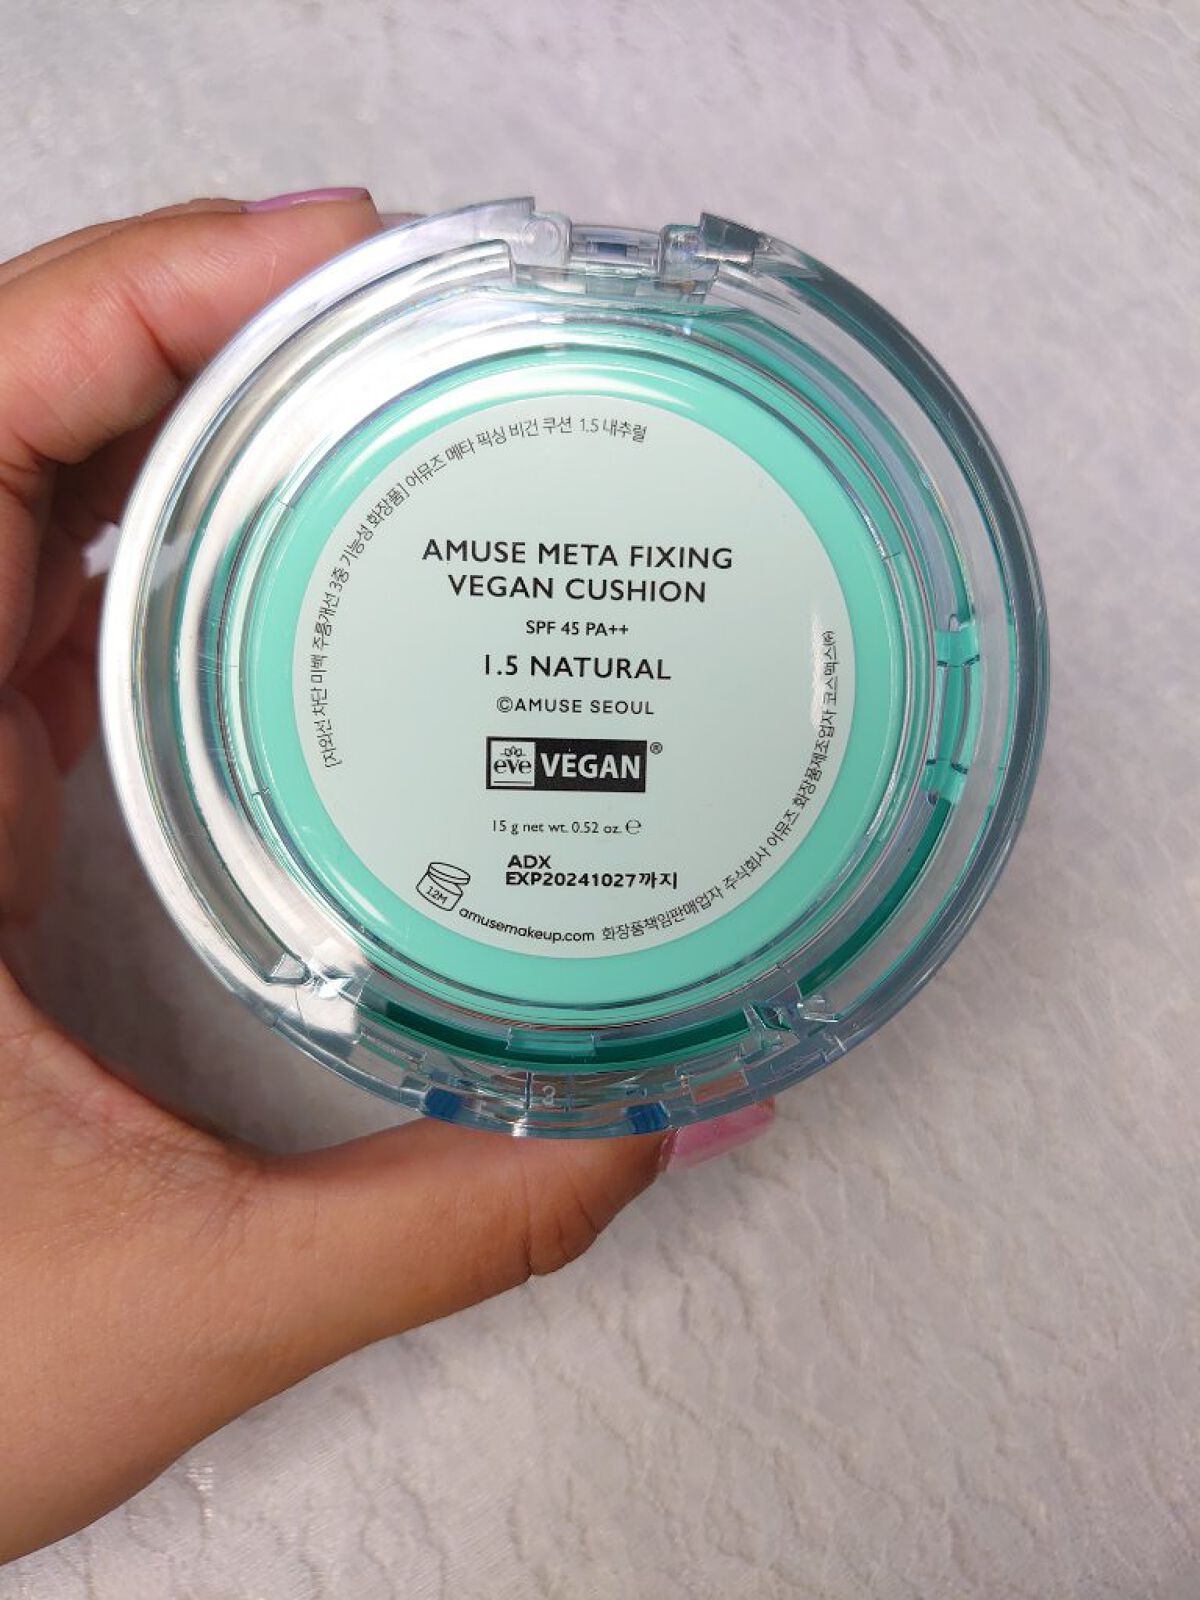 [자외선 차단 미백 주름개선 3중 기능성 화장품] 어뮤즈 메타 픽싱 비건 쿠션 1.5 내추럴
AMUSE META FIXING
VEGAN CUSHION
SPF 45 PA++
1.5 NATURAL
©AMUSE SEOUL
eve VEGAN®
15 g net wt. 0.52 oz. ℮
ADX
EXP20241027까지
12M
amusemakeup.com 화장품책임판매업자 주식회사 어뮤즈 화장품제조업자 코스맥스㈜
3